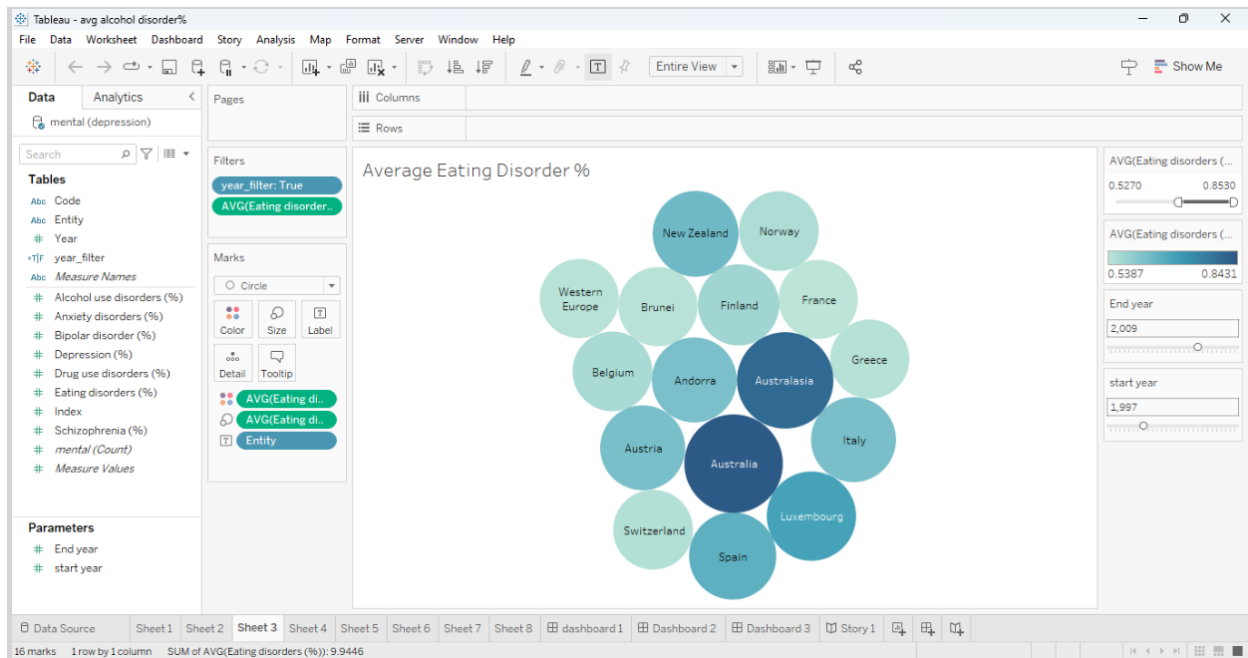 Tableau - avg alcohol disorder%
File Data Worksheet Dashboard Story Analysis Map Format Server Window Help
Entire View
Show Me
Data Analytics
mental (depression)
Search
Tables
Abc Code
Abc Entity
# Year
T|F year_filter
Abc Measure Names
# Alcohol use disorders (%)
# Anxiety disorders (%)
# Bipolar disorder (%)
# Depression (%)
# Drug use disorders (%)
# Eating disorders (%)
# Index
# Schizophrenia (%)
# mental (Count)
# Measure Values
Parameters
# End year
# start year
Pages
Filters
year_filter: True
AVG(Eating disorder..
Marks
Circle
Color Size Label
Detail Tooltip
AVG(Eating di..
AVG(Eating di..
Entity
Columns
Rows
Average Eating Disorder %
New Zealand
Norway
Western
Europe
Brunei
Finland
France
Belgium
Andorra
Australasia
Greece
Austria
Australia
Italy
Switzerland
Spain
Luxembourg
AVG(Eating disorders (...
0.5270 0.8530
AVG(Eating disorders (...
0.5387 0.8431
End year
2,009
start year
1,997
Data Source Sheet 1 Sheet 2 Sheet 3 Sheet 4 Sheet 5 Sheet 6 Sheet 7 Sheet 8 dashboard 1 Dashboard 2 Dashboard 3 Story 1
16 marks 1 row by 1 column SUM of AVG(Eating disorders (%)): 9.9446